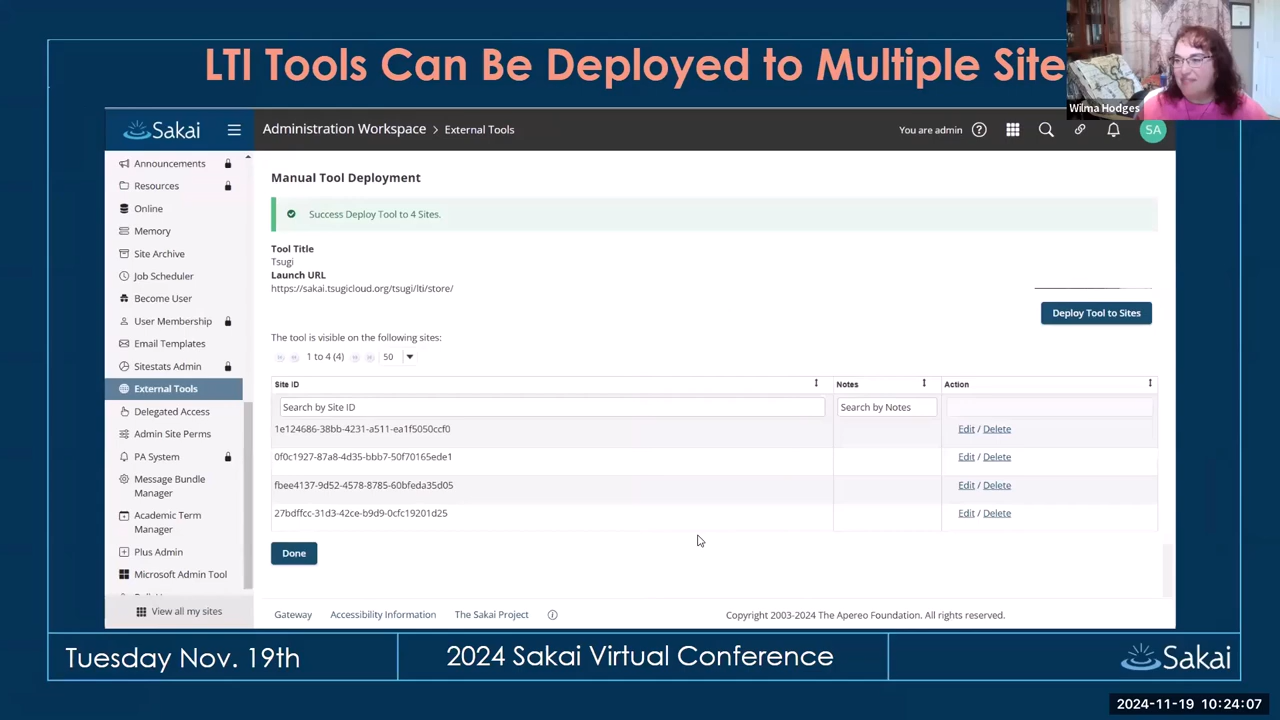 LTI Tools Can Be Deployed to Multiple Site
Wilma Hodges
Sakai
Administration Workspace > External Tools
You are admin
SA
Announcements
Resources
Online
Memory
Site Archive
Job Scheduler
Become User
User Membership
Email Templates
Sitestats Admin
External Tools
Delegated Access
Admin Site Perms
PA System
Message Bundle
Manager
Academic Term
Manager
Plus Admin
Microsoft Admin Tool
View all my sites
Manual Tool Deployment
Success Deploy Tool to 4 Sites.
Tool Title
Tsugi
Launch URL
https://sakai.tsugicloud.org/tsugi/lti/store/
Deploy Tool to Sites
The tool is visible on the following sites:
1 to 4 (4) 50
Site ID Notes Action
Search by Site ID Search by Notes
1e124686-38bb-4231-a511-ea1f5050ccf0 Edit / Delete
0f0c1927-87a8-4d35-bbb7-50f70165ede1 Edit / Delete
fbee4137-9d52-4578-8785-60bfeda35d05 Edit / Delete
27bdffcc-31d3-42ce-b9d9-0cfc19201d25 Edit / Delete
Done
Gateway Accessibility Information The Sakai Project
Copyright 2003-2024 The Apereo Foundation. All rights reserved.
Tuesday Nov. 19th
2024 Sakai Virtual Conference
Sakai
2024-11-19 10:24:07